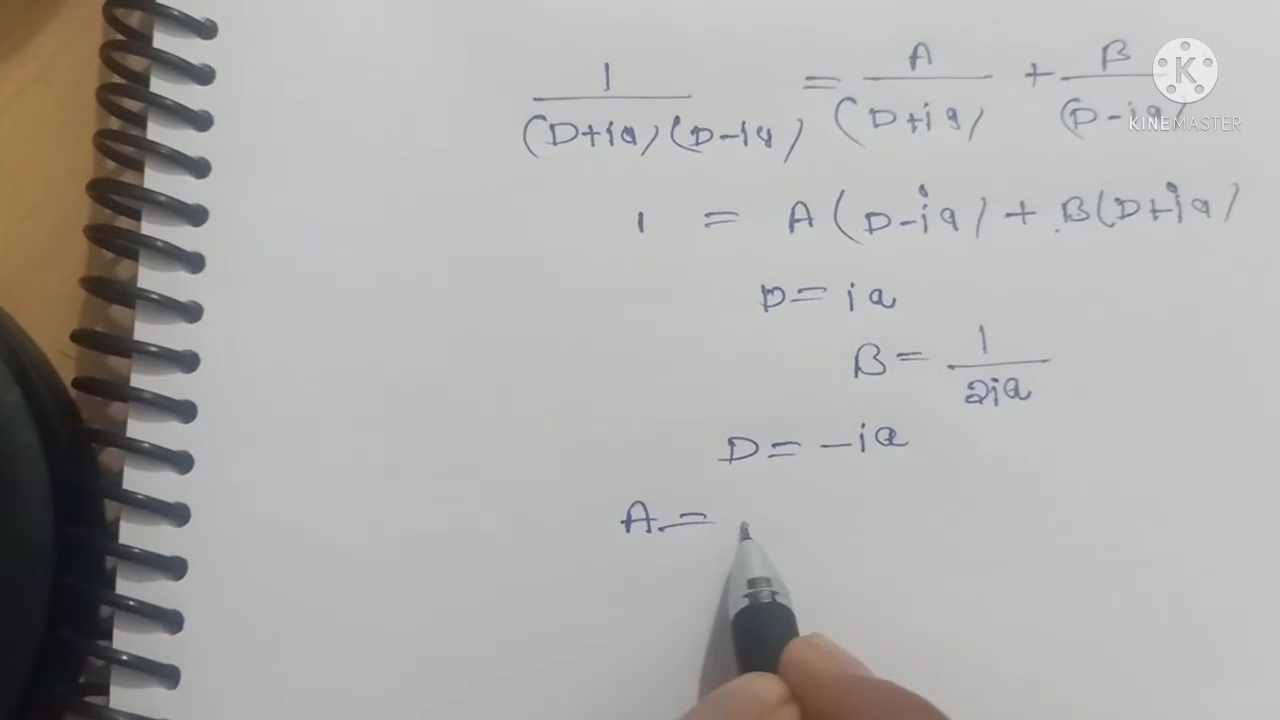 1/(D+ia)(D-ia) = A/(D+ia) + B/(D-ia)
KINEMASTER
1 = A(D-ia) + B(D+ia)
D = ia
B = 1/2ia
D = -ia
A =